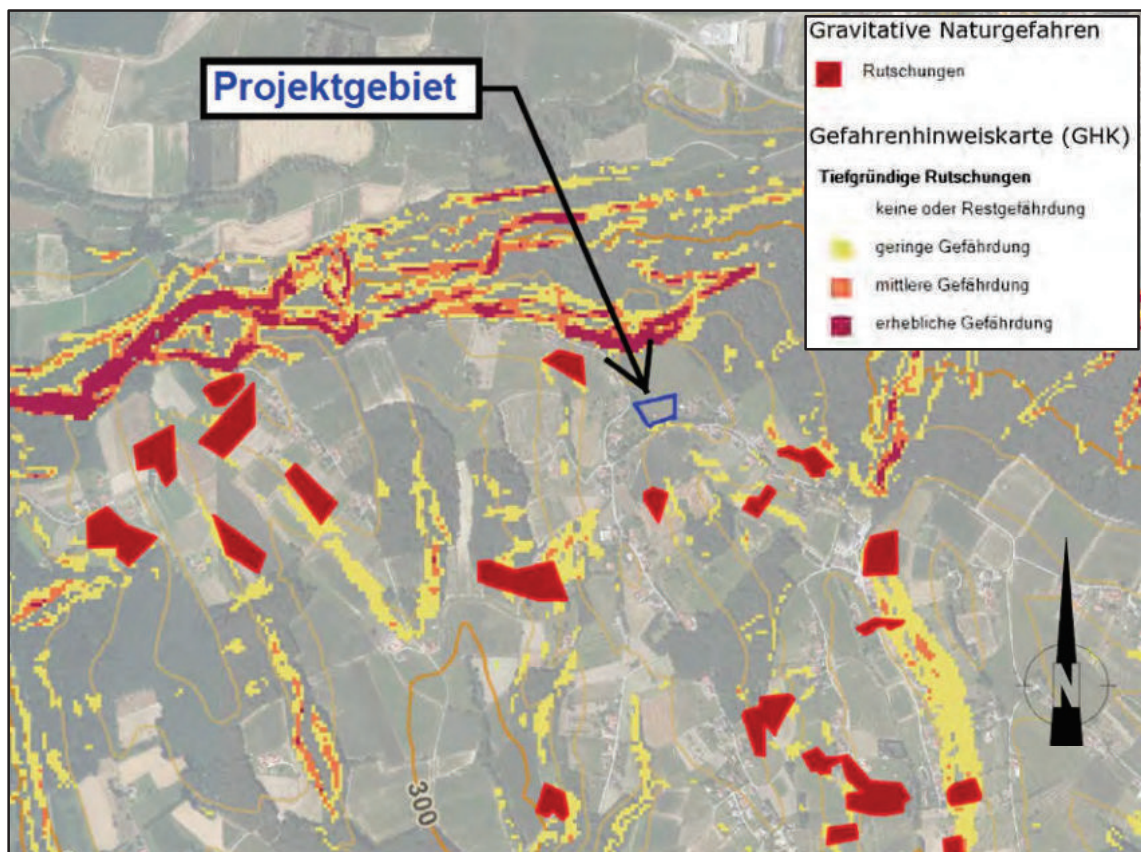 Projektgebiet
Gravitative Naturgefahren
Rutschungen
Gefahrenhinweiskarte (GHK)
Tiefgründige Rutschungen
keine oder Restgefährdung
geringe Gefährdung
mittlere Gefährdung
erhebliche Gefährdung
300
N